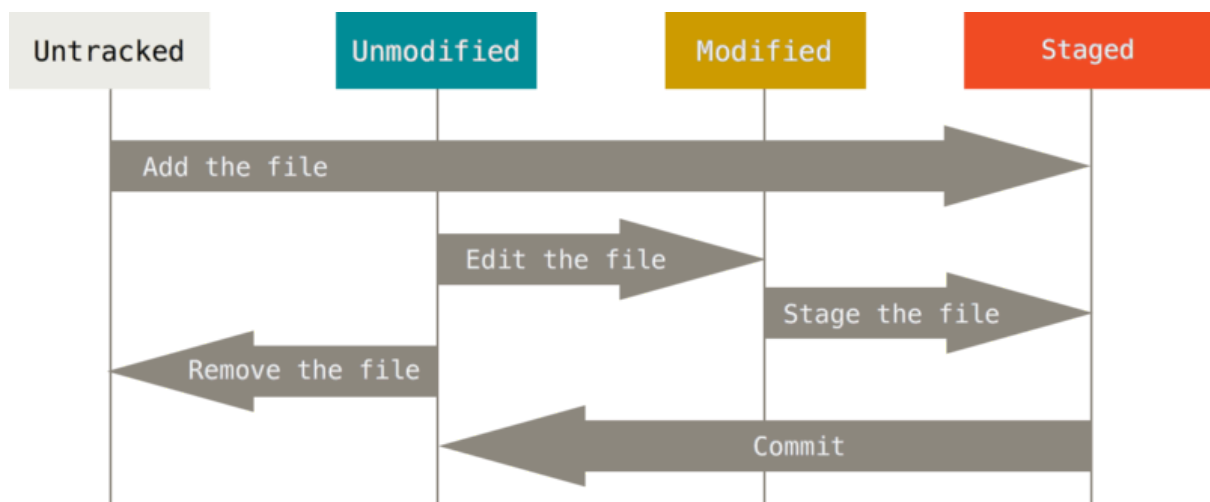 Untracked
Unmodified
Modified
Staged
Add the file
Edit the file
Stage the file
Remove the file
Commit